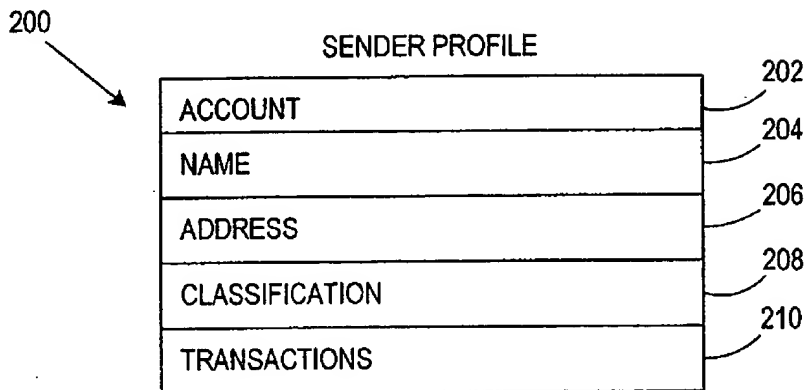 200
SENDER PROFILE
ACCOUNT 202
NAME 204
ADDRESS 206
CLASSIFICATION 208
TRANSACTIONS 210